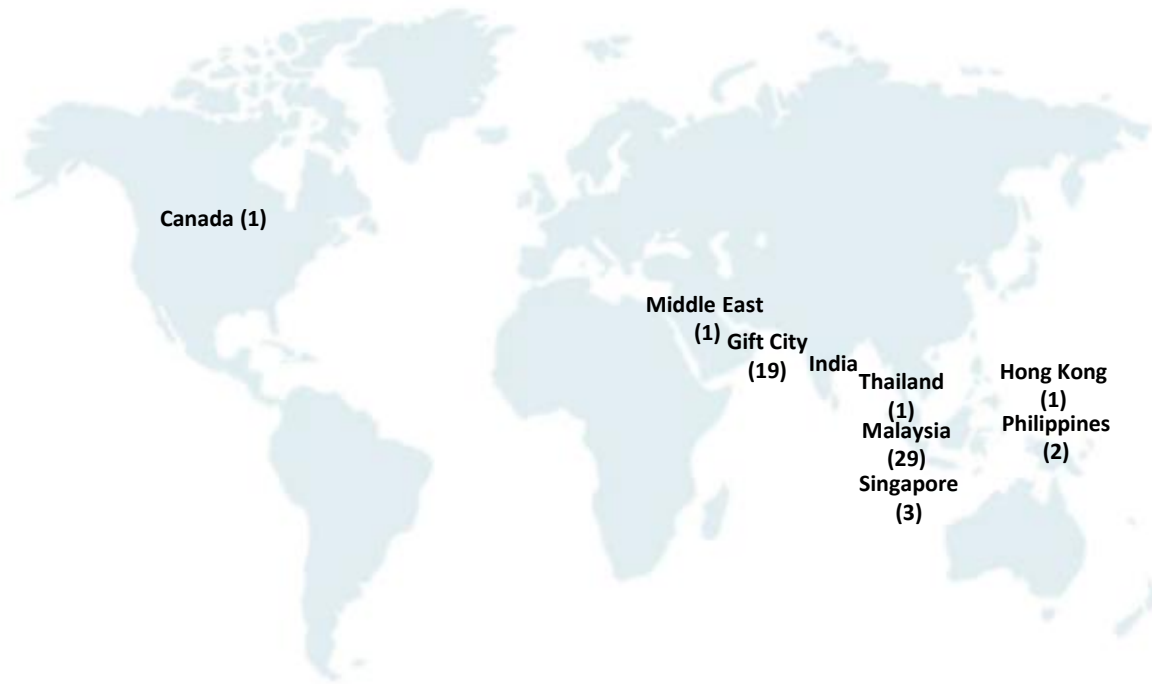 Canada (1)
Middle East
(1)
Gift City
(19)
India
Thailand
(1)
Malaysia
(29)
Singapore
(3)
Hong Kong
(1)
Philippines
(2)